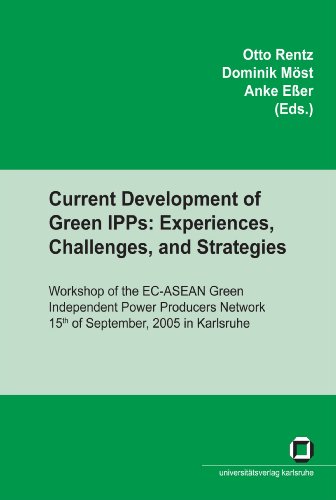 Otto Rentz
Dominik Möst
Anke Eßer
(Eds.)
Current Development of
Green IPPs: Experiences,
Challenges, and Strategies
Workshop of the EC-ASEAN Green
Independent Power Producers Network
15th of September, 2005 in Karlsruhe
universitätsverlag karlsruhe